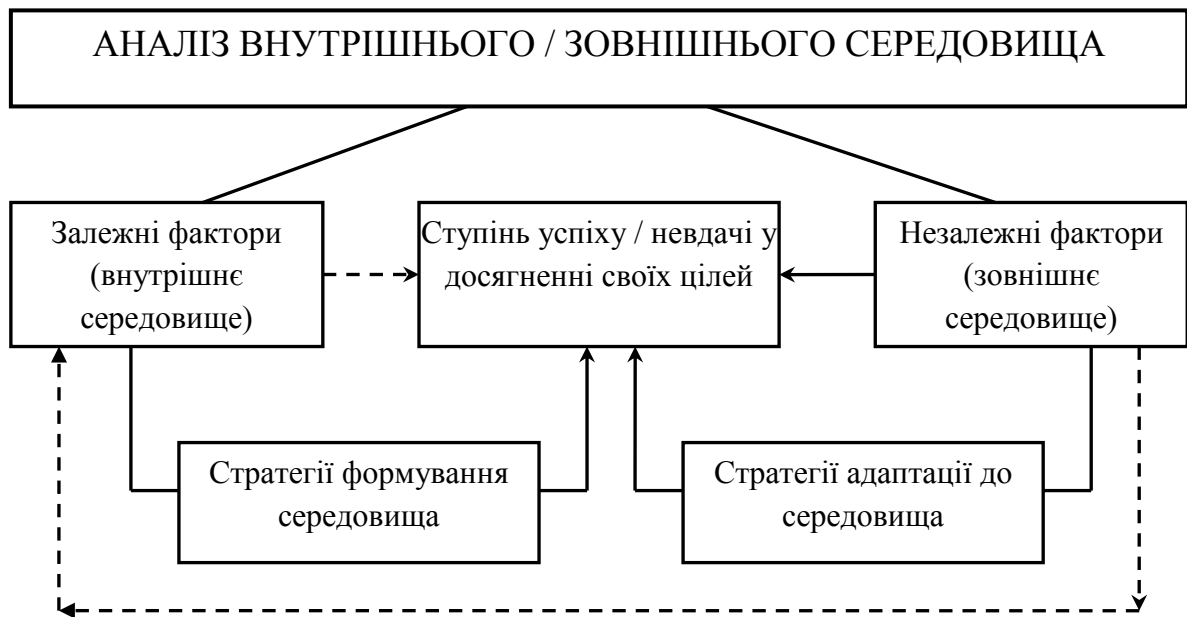 АНАЛІЗ ВНУТРІШНЬОГО / ЗОВНІШНЬОГО СЕРЕДОВИЩА
Залежні фактори
(внутрішнє
середовище)
Ступінь успіху / невдачі у
досягненні своїх цілей
Незалежні фактори
(зовнішнє
середовище)
Стратегії формування
середовища
Стратегії адаптації до
середовища